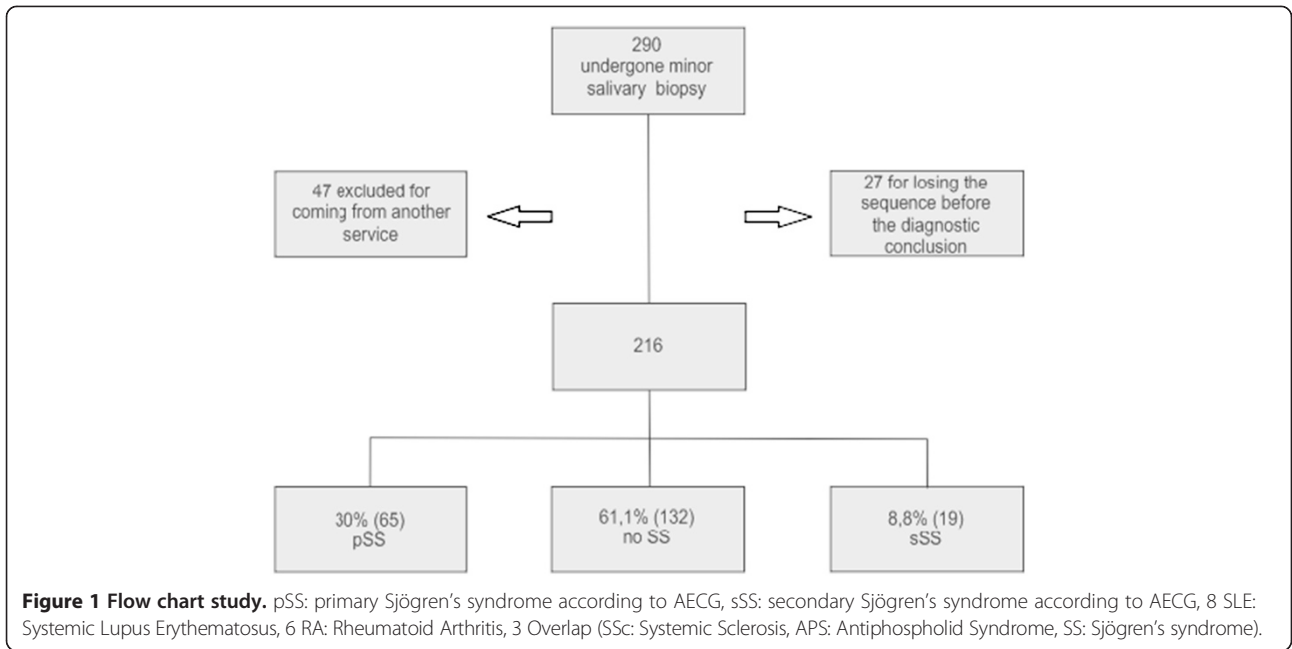 290
undergone minor
salivary biopsy
47 excluded for
coming from another
service
27 for losing the
sequence before
the diagnostic
conclusion
216
30% (65)
pSS
61,1% (132)
no SS
8,8% (19)
sSS
Figure 1 Flow chart study. pSS: primary Sjögren's syndrome according to AECG, sSS: secondary Sjögren's syndrome according to AECG, 8 SLE:
Systemic Lupus Erythematosus, 6 RA: Rheumatoid Arthritis, 3 Overlap (SSc: Systemic Sclerosis, APS: Antiphospholid Syndrome, SS: Sjögren's syndrome).